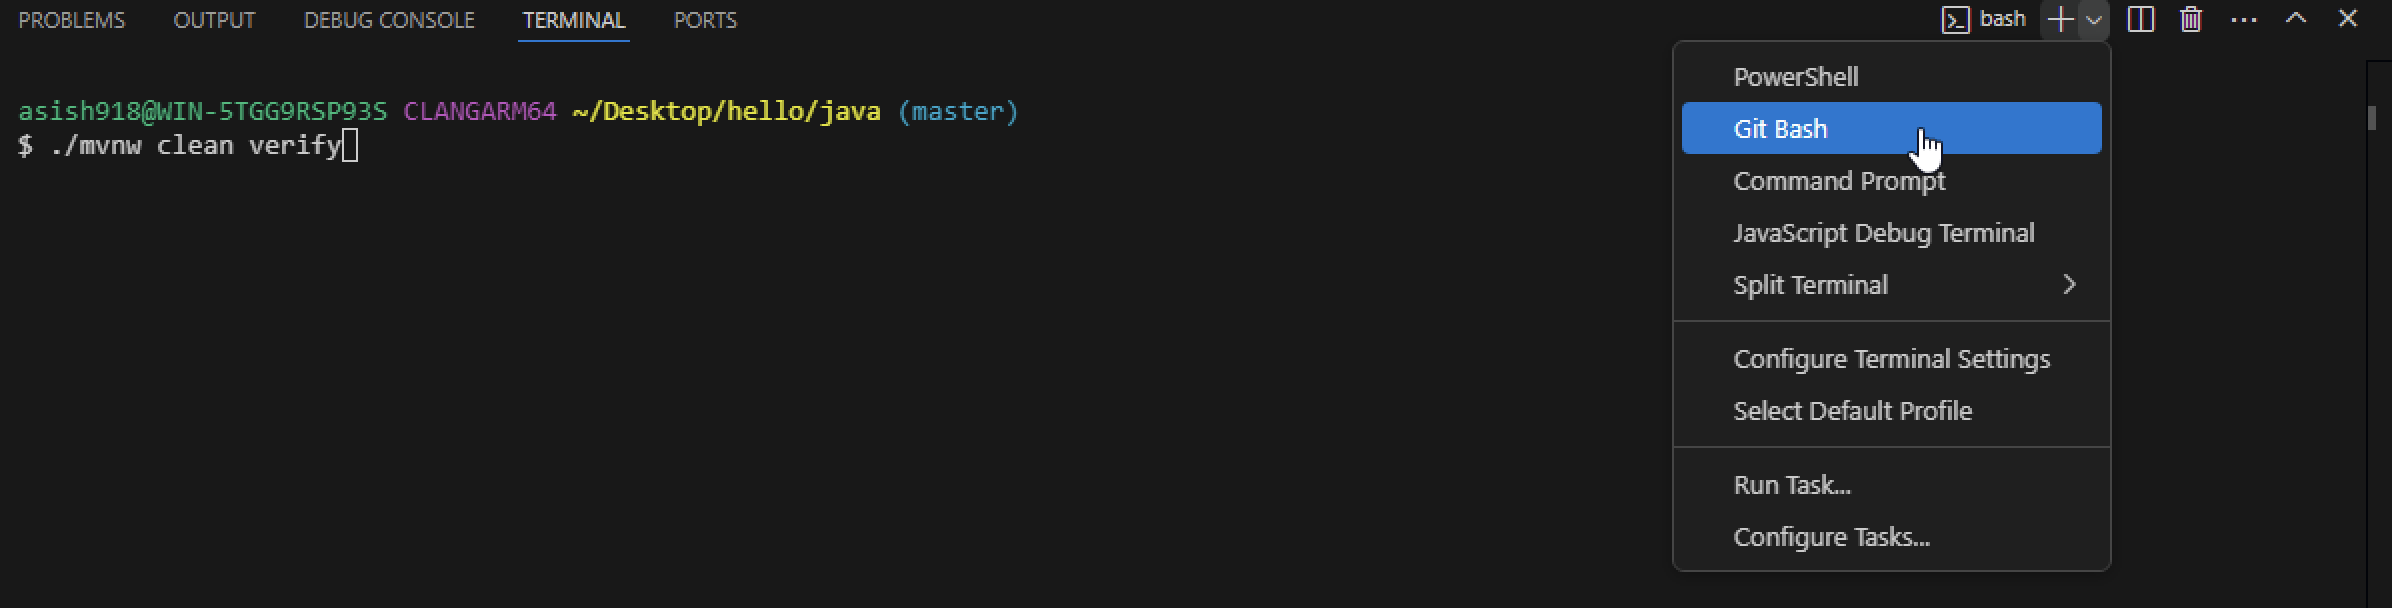 PROBLEMS OUTPUT DEBUG CONSOLE TERMINAL PORTS bash
asish918@WIN-5TGG9RSP93S CLANGARM64 ~/Desktop/hello/java (master)
$ ./mvnw clean verify
PowerShell
Git Bash
Command Prompt
JavaScript Debug Terminal
Split Terminal
Configure Terminal Settings
Select Default Profile
Run Task...
Configure Tasks...